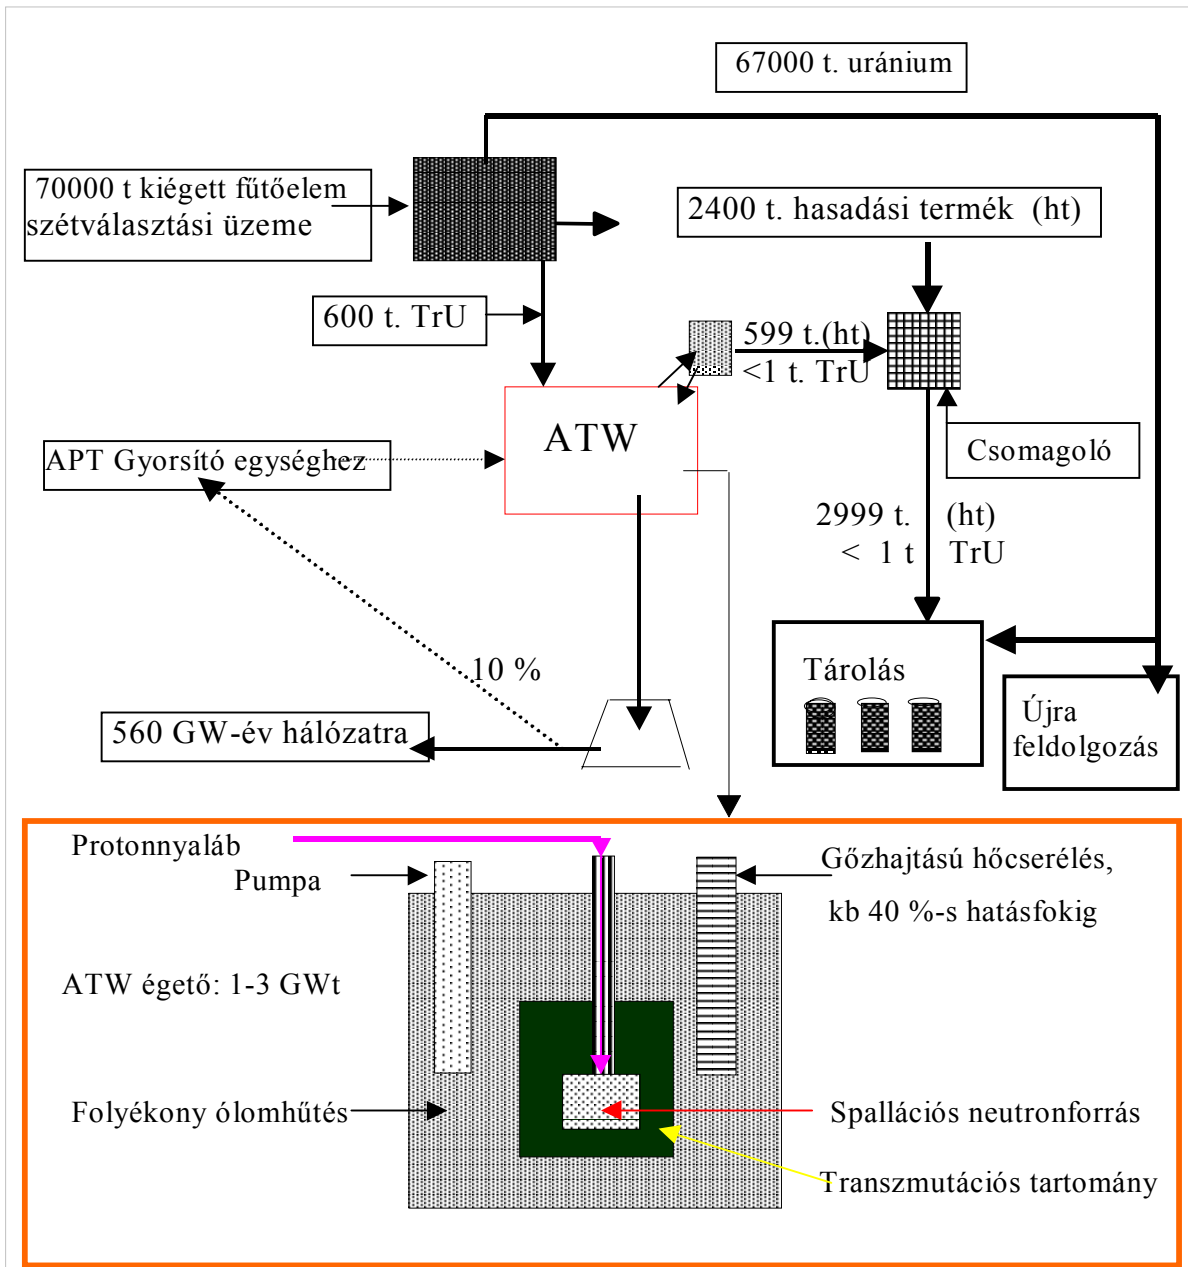 67000 t. uránium
70000 t kiégett fűtőelem
szétválasztási üzeme
2400 t. hasadási termék (ht)
600 t. TrU
599 t.(ht)
<1 t. TrU
ATW
APT Gyorsító egységhez
Csomagoló
2999 t. (ht)
< 1 t TrU
10 %
Tárolás
560 GW-év hálózatra
Újra
feldolgozás
Protonnyaláb
Pumpa
Gőzhajtású hőcserélés,
kb 40 %-s hatásfokig
ATW égető: 1-3 GWt
Folyékony ólomhűtés
Spallációs neutronforrás
Transzmutációs tartomány